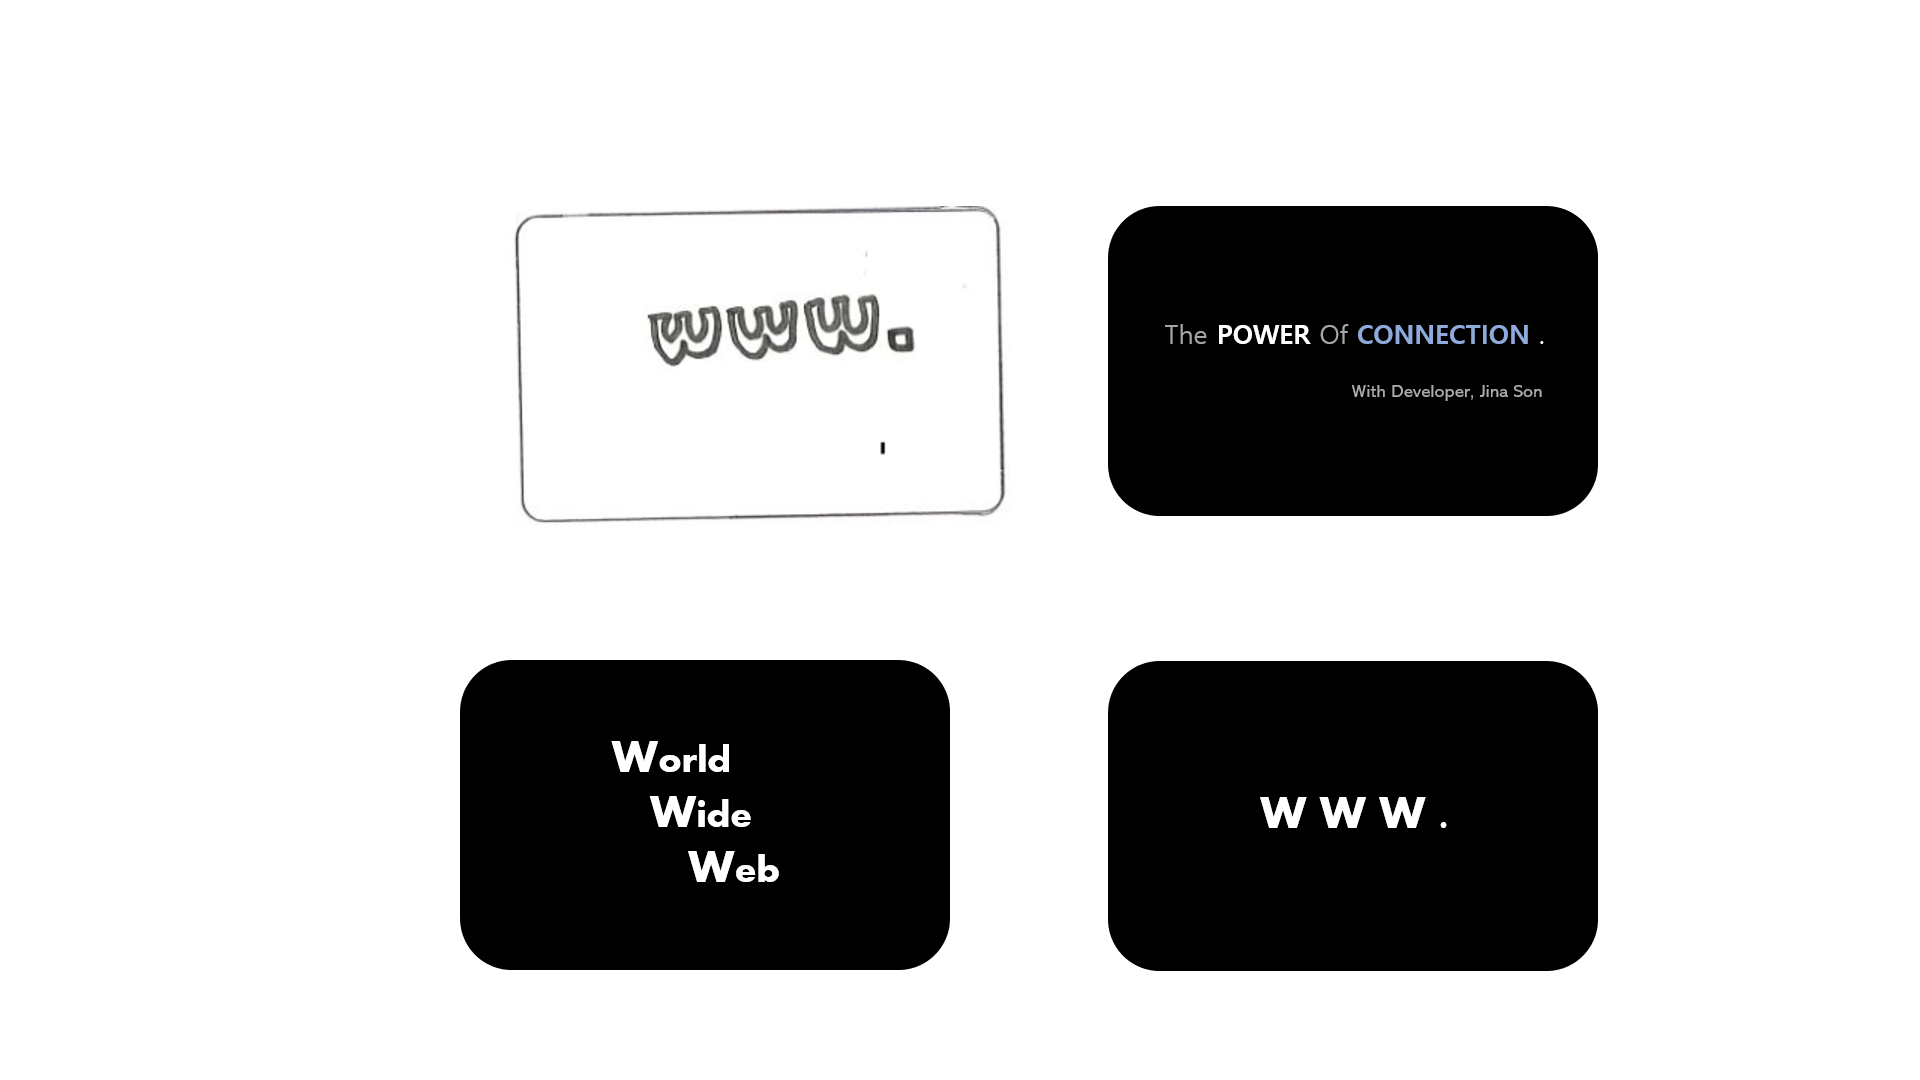 www.
The POWER Of CONNECTION .
With Developer, Jina Son
World
Wide
Web
W W W .